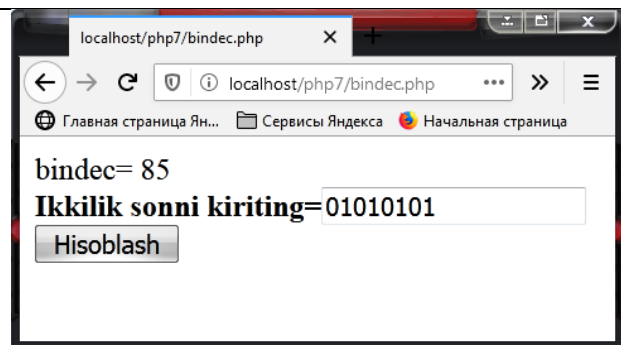 localhost/php7/bindec.php
localhost/php7/bindec.php
Главная страница Ян... Сервисы Яндекса Начальная страница
bindec= 85
Ikkilik sonni kiriting=01010101
Hisoblash